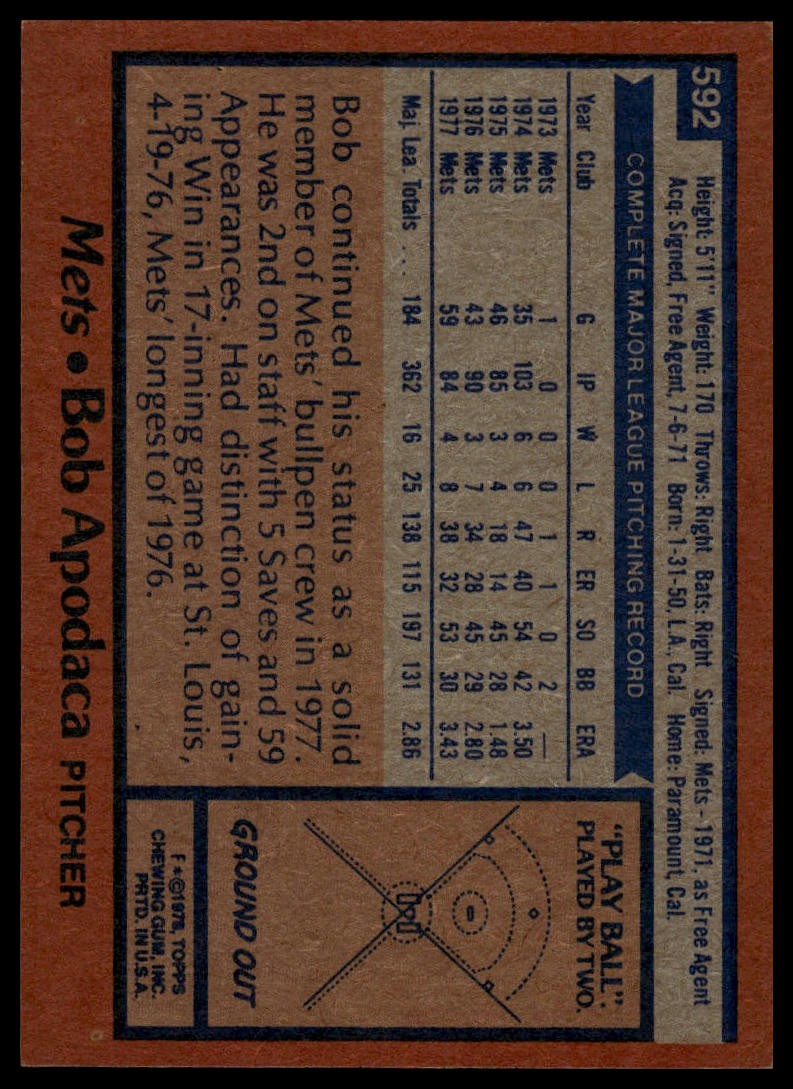 592
Height: 5'11" Weight: 170 Throws: Right Bats: Right Signed: Mets - 1971, as Free Agent
Acq: Signed, Free Agent, 7-6-71 Born: 1-31-50, L.A., Cal. Home: Paramount, Cal.
COMPLETE MAJOR LEAGUE PITCHING RECORD
Year Club G IP W L R ER SO BB ERA
1973 Mets 1 0 0 0 1 1 0 2 —
1974 Mets 35 103 6 6 47 40 54 42 3.50
1975 Mets 46 85 3 4 18 14 45 28 1.48
1976 Mets 43 90 3 7 34 28 45 29 2.80
1977 Mets 59 84 4 8 38 32 53 30 3.43
Maj. Lea. Totals ... 184 362 16 25 138 115 197 131 2.86
Bob continued his status as a solid
member of Mets' bullpen crew in 1977.
He was 2nd on staff with 5 Saves and 59
Appearances. Had distinction of gain-
ing Win in 17-inning game at St. Louis,
4-19-76, Mets' longest of 1976.
"PLAY BALL":
PLAYED BY TWO.
GROUND OUT
F*©1978, TOPPS
CHEWING GUM, INC.
PRTD. IN U.S.A.
Mets • Bob Apodaca PITCHER